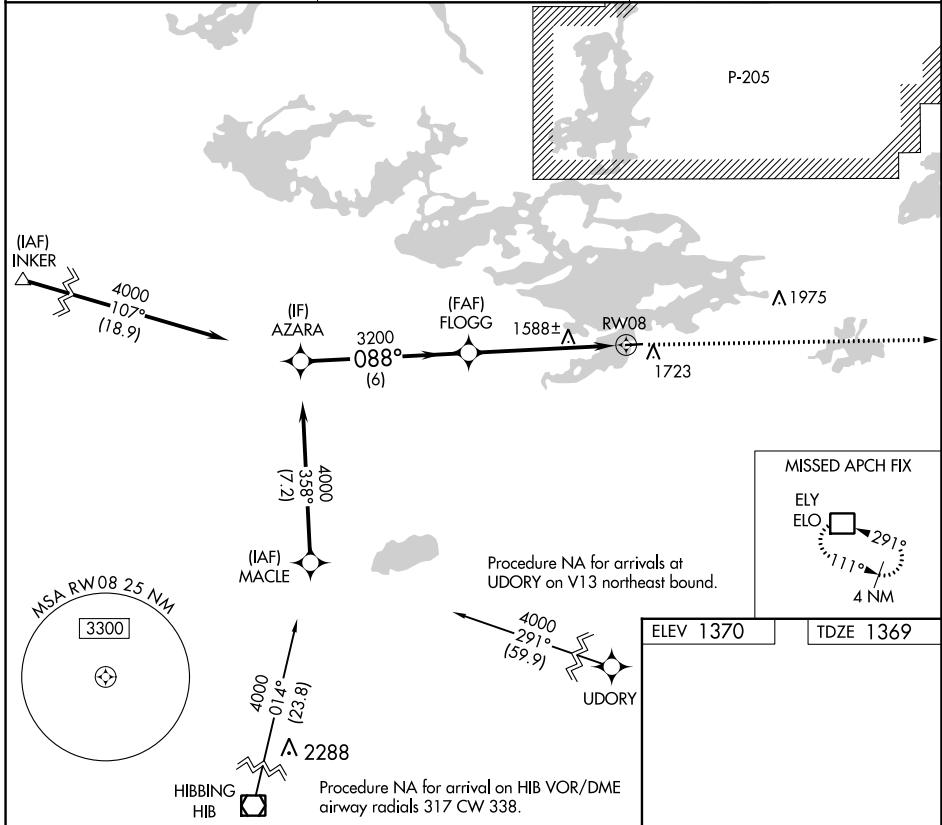 P-205
(IAF)
INKER
4000
107°
(18.9)
(IF)
AZARA
3200
088°
(6)
(FAF)
FLOGG
1588±
RW08
1975
1723
4000
358°
(7.2)
(IAF)
MACLE
MISSED APCH FIX
ELY
ELO
291°
111°
4 NM
Procedure NA for arrivals at
UDORY on V13 northeast bound.
4000
291°
(59.9)
UDORY
ELEV 1370
TDZE 1369
MSA RW08 25 NM
3300
4000
014°
(23.8)
2288
HIBBING
HIB
Procedure NA for arrival on HIB VOR/DME
airway radials 317 CW 338.